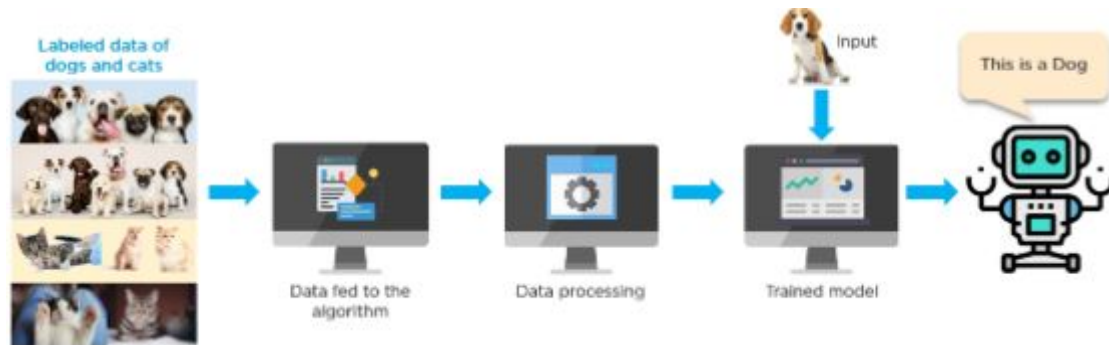 Labeled data of
dogs and cats
Input
This is a Dog
Data fed to the
algorithm
Data processing
Trained model